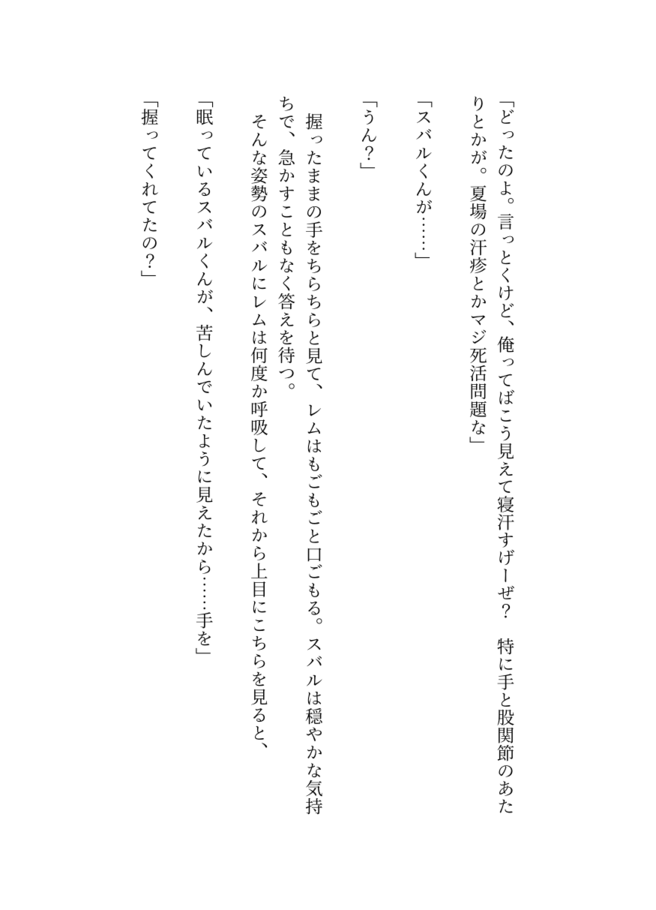 「どったのよ。言っとくけど、俺ってばこう見えて寝汗すげーぜ？　特に手と股関節のあた
りとかが。夏場の汗疹とかマジ死活問題な」
「スバルくんが……」
「うん？」
　握ったままの手をちらちらと見て、レムはもごもごと口ごもる。スバルは穏やかな気持
ちで、急かすこともなく答えを待つ。
　そんな姿勢のスバルにレムは何度か呼吸して、それから上目にこちらを見ると、
「眠っているスバルくんが、苦しんでいたように見えたから……手を」
「握ってくれてたの？」